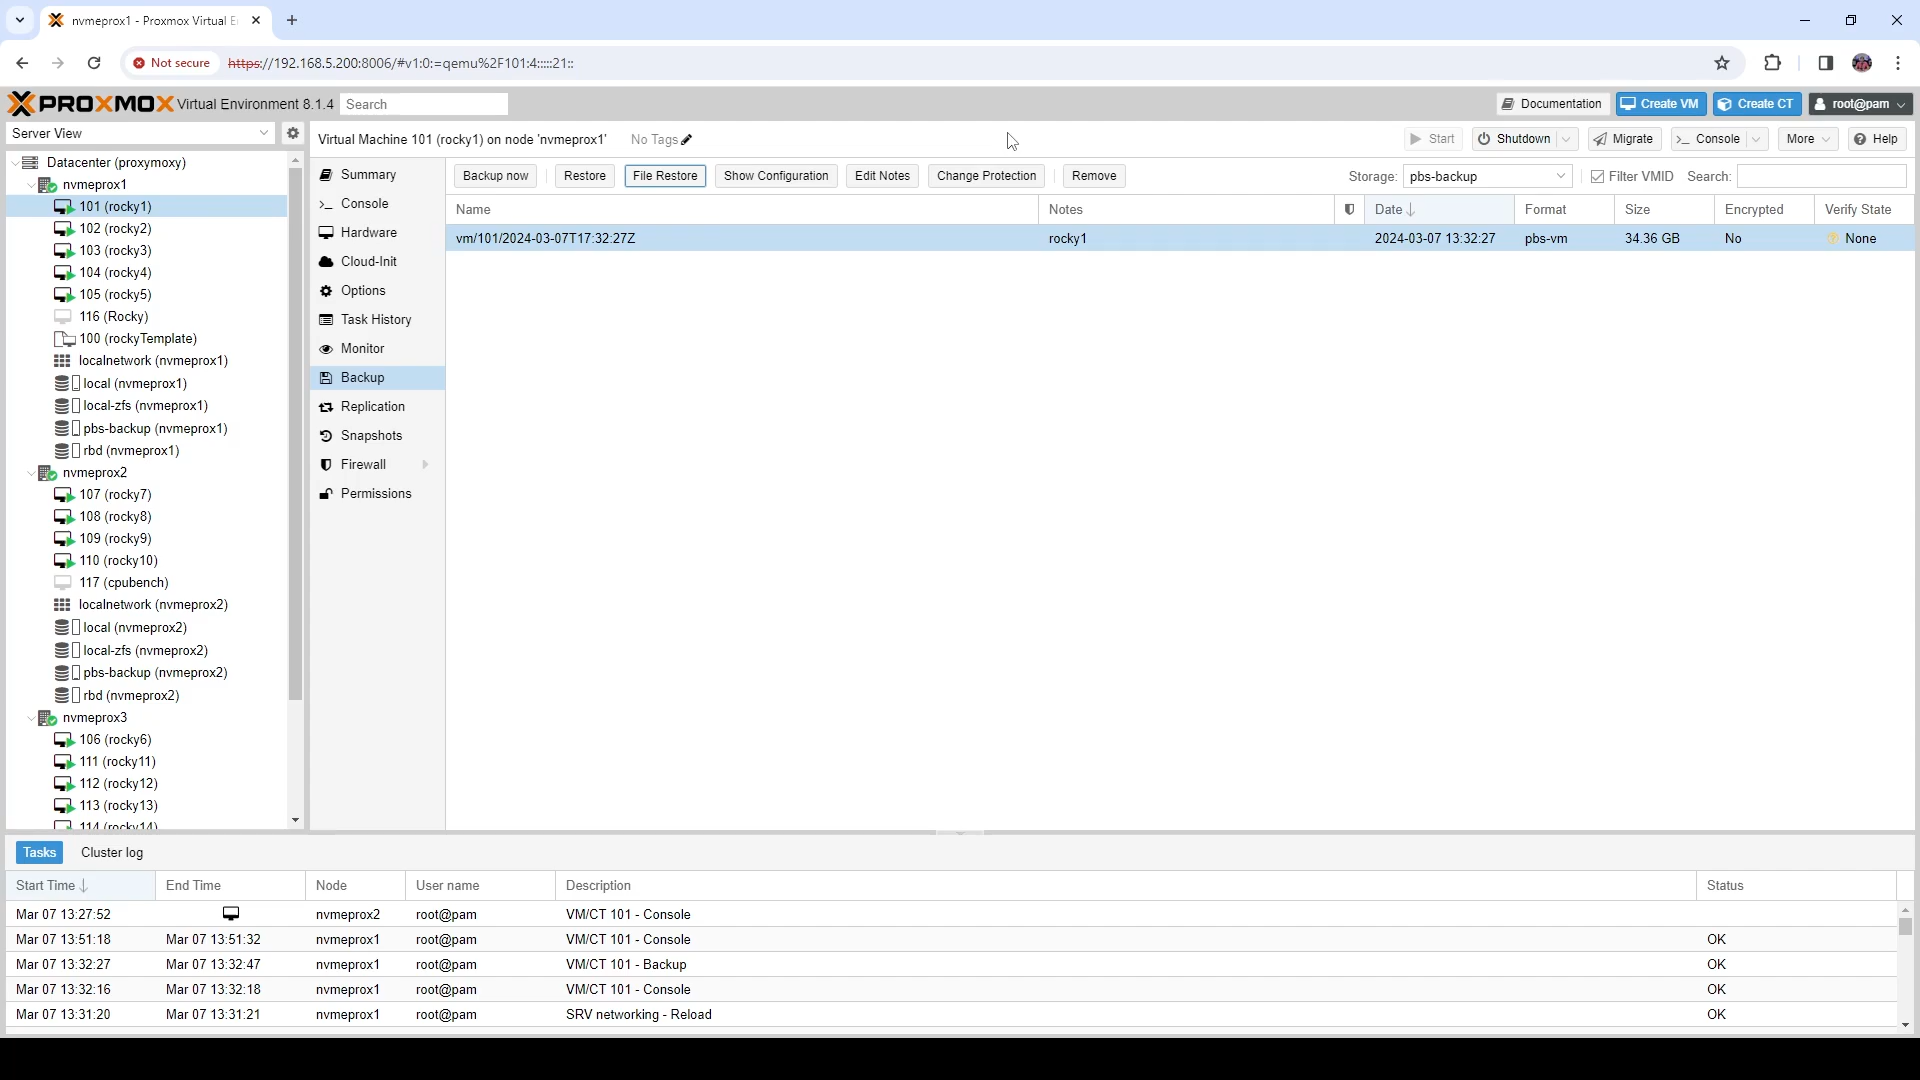 nvmeprox1 - Proxmox Virtual E
Not secure
https://192.168.5.200:8006/#v1:0:=qemu%2F101:4:::::21::
PROXMOX Virtual Environment 8.1.4
Search
Documentation
Create VM
Create CT
root@pam
Server View
Virtual Machine 101 (rocky1) on node 'nvmeprox1'
No Tags
Start
Shutdown
Migrate
Console
More
Help
Datacenter (proxymoxy)
nvmeprox1
101 (rocky1)
102 (rocky2)
103 (rocky3)
104 (rocky4)
105 (rocky5)
116 (Rocky)
100 (rockyTemplate)
localnetwork (nvmeprox1)
local (nvmeprox1)
local-zfs (nvmeprox1)
pbs-backup (nvmeprox1)
rbd (nvmeprox1)
nvmeprox2
107 (rocky7)
108 (rocky8)
109 (rocky9)
110 (rocky10)
117 (cpubench)
localnetwork (nvmeprox2)
local (nvmeprox2)
local-zfs (nvmeprox2)
pbs-backup (nvmeprox2)
rbd (nvmeprox2)
nvmeprox3
106 (rocky6)
111 (rocky11)
112 (rocky12)
113 (rocky13)
114 (rocky14)
Summary
Console
Hardware
Cloud-Init
Options
Task History
Monitor
Backup
Replication
Snapshots
Firewall
Permissions
Backup now
Restore
File Restore
Show Configuration
Edit Notes
Change Protection
Remove
Storage: pbs-backup
Filter VMID
Search:
Name Notes Date Format Size Encrypted Verify State
vm/101/2024-03-07T17:32:27Z rocky1 2024-03-07 13:32:27 pbs-vm 34.36 GB No None
Tasks
Cluster log
Start Time End Time Node User name Description Status
Mar 07 13:27:52 nvmeprox2 root@pam VM/CT 101 - Console
Mar 07 13:51:18 Mar 07 13:51:32 nvmeprox1 root@pam VM/CT 101 - Console OK
Mar 07 13:32:27 Mar 07 13:32:47 nvmeprox1 root@pam VM/CT 101 - Backup OK
Mar 07 13:32:16 Mar 07 13:32:18 nvmeprox1 root@pam VM/CT 101 - Console OK
Mar 07 13:31:20 Mar 07 13:31:21 nvmeprox1 root@pam SRV networking - Reload OK